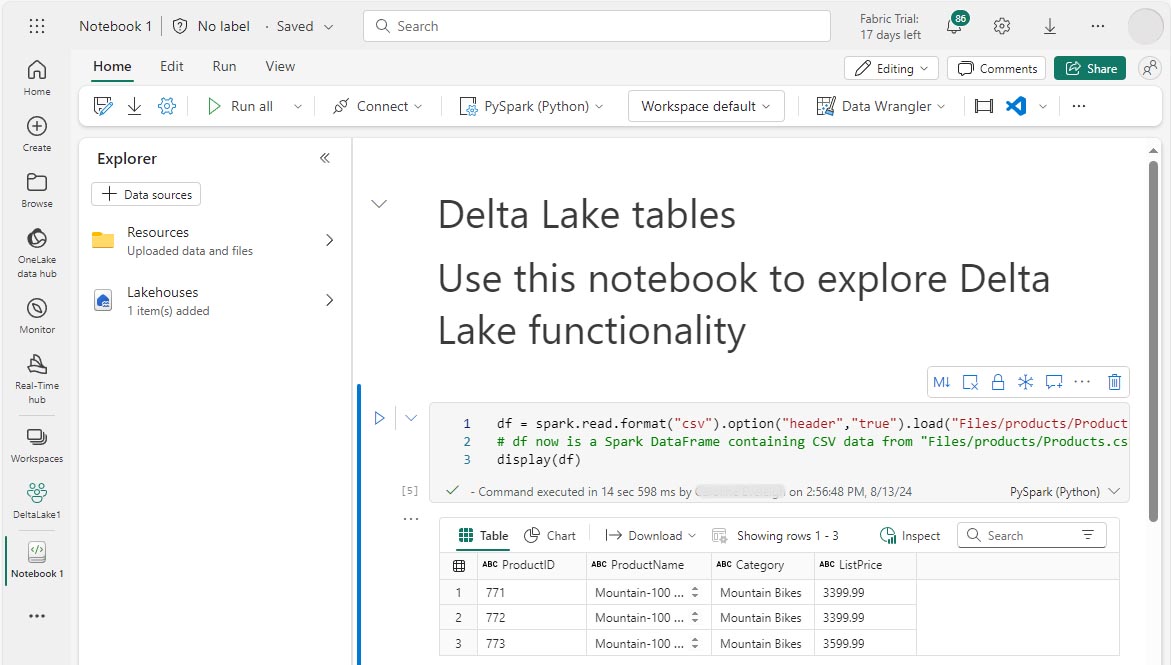 Notebook 1
No label
· Saved
Search
Fabric Trial:
17 days left
86
Home
Edit
Run
View
Editing
Comments
Share
Run all
Connect
PySpark (Python)
Workspace default
Data Wrangler
...
Home
Create
Browse
OneLake
data hub
Monitor
Real-Time
hub
Workspaces
DeltaLake1
Notebook 1
Explorer
Data sources
Resources
Uploaded data and files
Lakehouses
1 item(s) added
Delta Lake tables
Use this notebook to explore Delta
Lake functionality
M↓
1 df = spark.read.format("csv").option("header","true").load("Files/products/Product
2 # df now is a Spark DataFrame containing CSV data from "Files/products/Products.cs
3 display(df)
[5]
- Command executed in 14 sec 598 ms by on 2:56:48 PM, 8/13/24
PySpark (Python)
Table
Chart
Download
Showing rows 1 - 3
Inspect
Search
ABC ProductID ABC ProductName ABC Category ABC ListPrice
1 771 Mountain-100 ... Mountain Bikes 3399.99
2 772 Mountain-100 ... Mountain Bikes 3399.99
3 773 Mountain-100 ... Mountain Bikes 3599.99